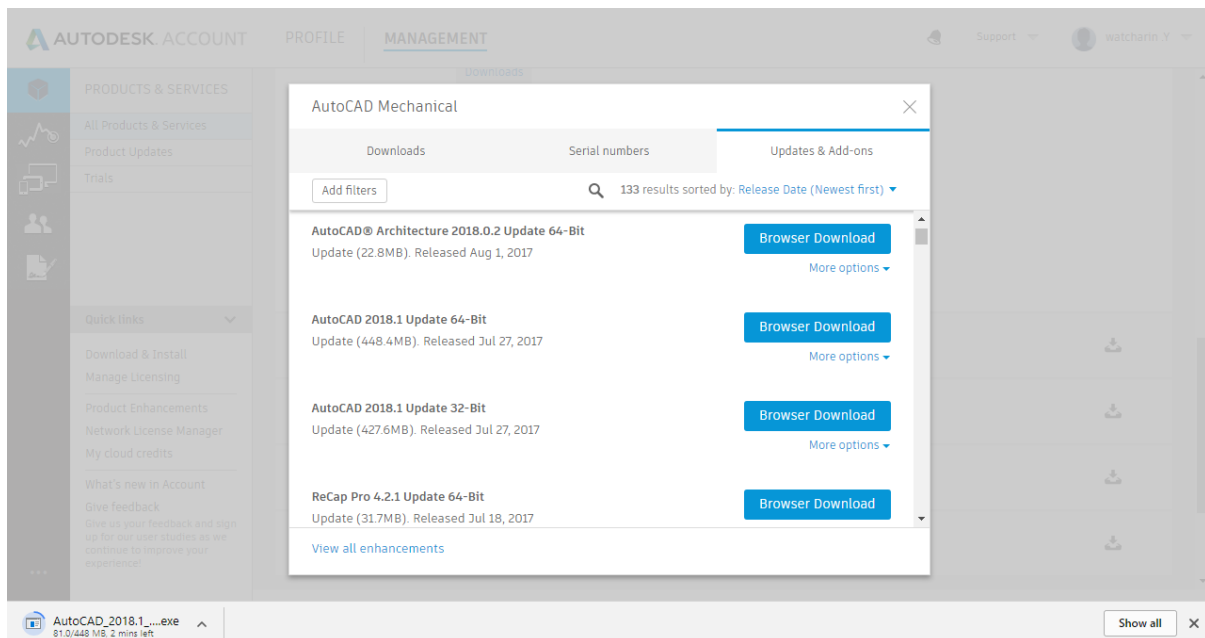 AUTODESK. ACCOUNT
PROFILE
MANAGEMENT
Support
watcharin.Y
Downloads
PRODUCTS & SERVICES
All Products & Services
Product Updates
Trials
Quick links
Download & Install
Manage Licensing
Product Enhancements
Network License Manager
My cloud credits
What's new in Account
Give feedback
Give us your feedback and sign
up for our user studies as we
continue to improve your
experience!
AutoCAD Mechanical
Downloads
Serial numbers
Updates & Add-ons
Add filters
133 results sorted by: Release Date (Newest first)
AutoCAD® Architecture 2018.0.2 Update 64-Bit
Update (22.8MB). Released Aug 1, 2017
Browser Download
More options
AutoCAD 2018.1 Update 64-Bit
Update (448.4MB). Released Jul 27, 2017
Browser Download
More options
AutoCAD 2018.1 Update 32-Bit
Update (427.6MB). Released Jul 27, 2017
Browser Download
More options
ReCap Pro 4.2.1 Update 64-Bit
Update (31.7MB). Released Jul 18, 2017
Browser Download
View all enhancements
AutoCAD_2018.1_....exe
81.0/448 MB, 2 mins left
Show all